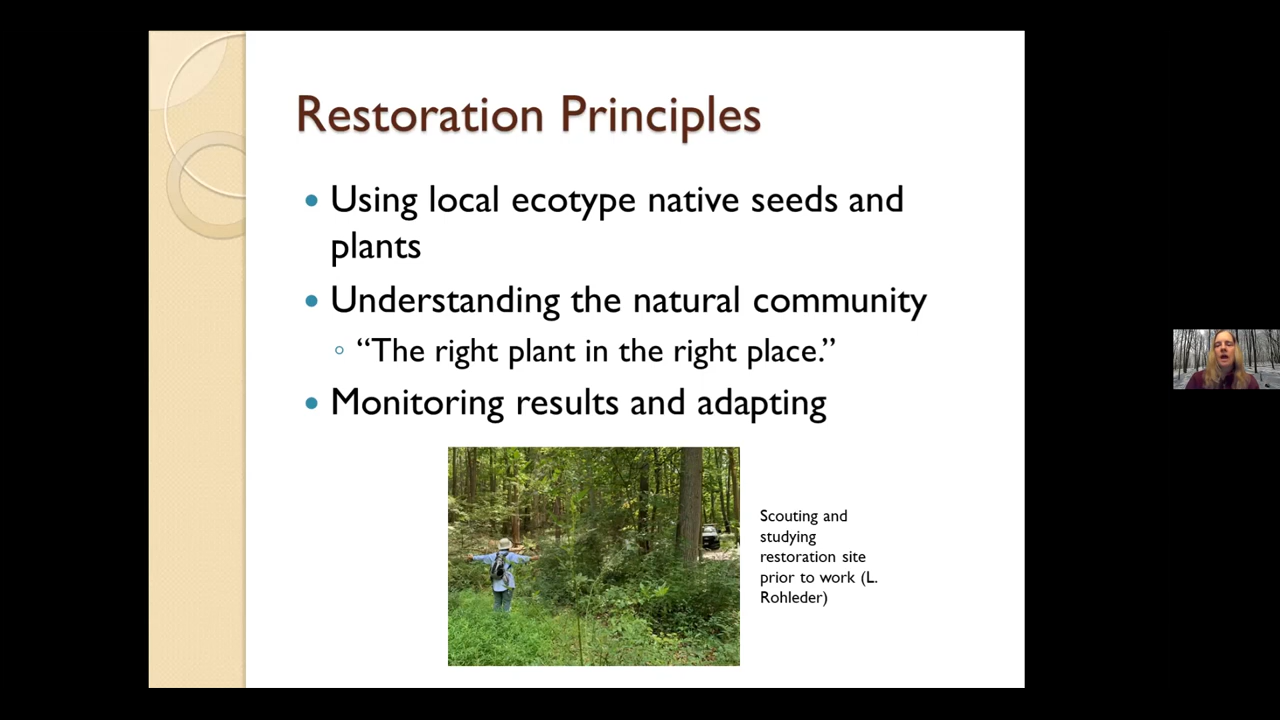 Restoration Principles
Using local ecotype native seeds and
plants
Understanding the natural community
“The right plant in the right place.”
Monitoring results and adapting
Scouting and
studying
restoration site
prior to work (L.
Rohleder)